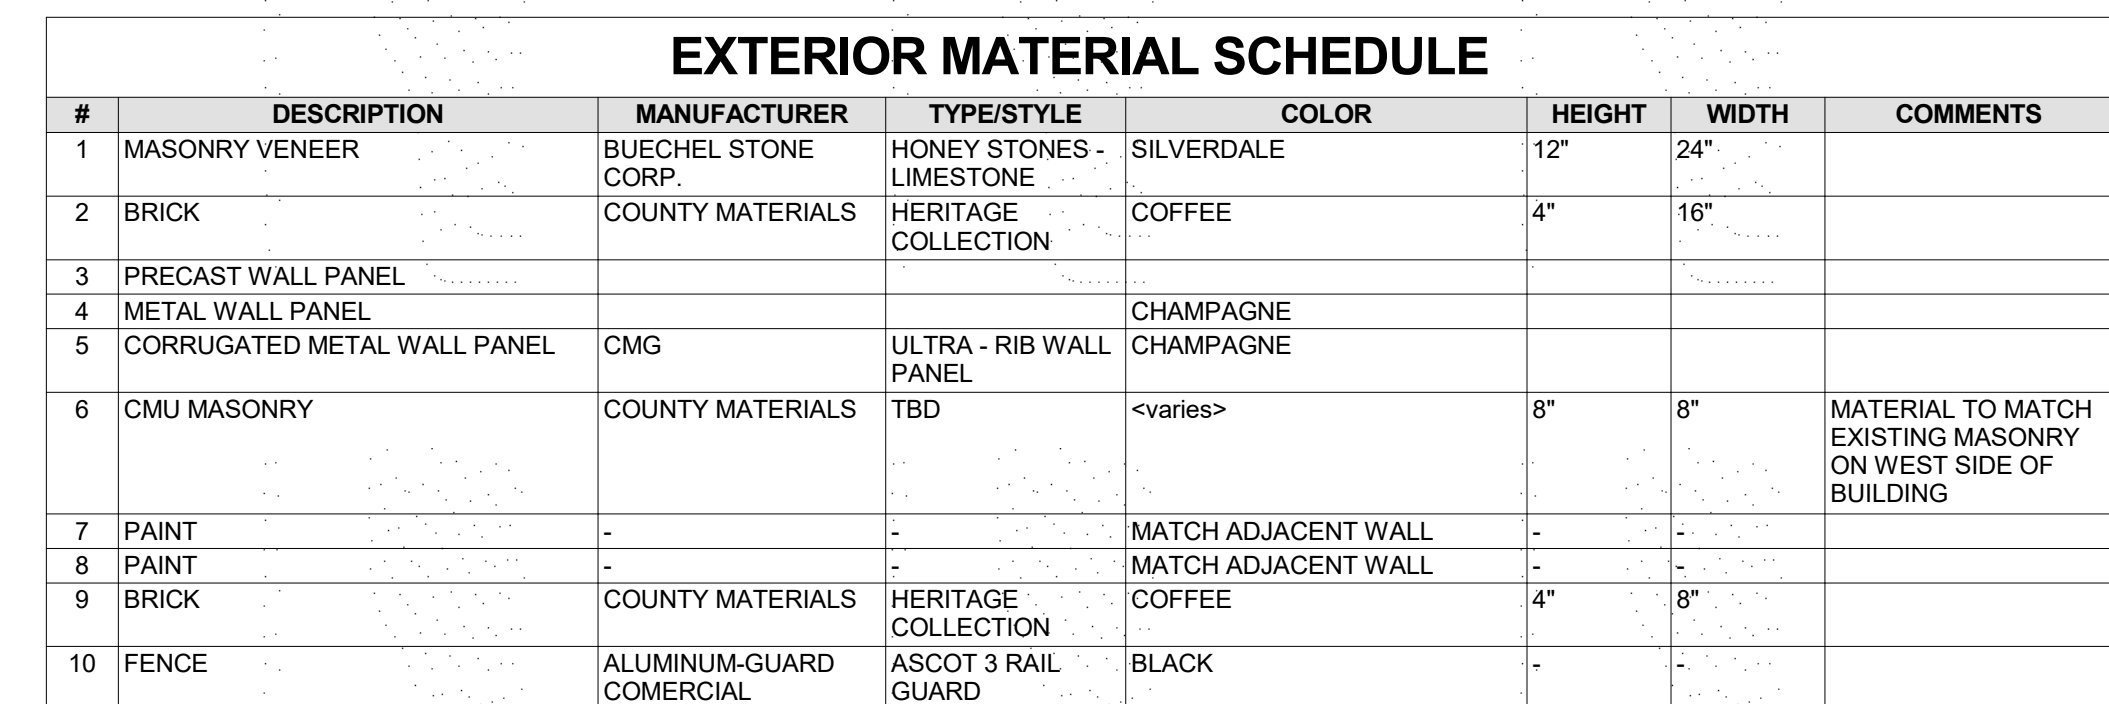 EXTERIOR MATERIAL SCHEDULE
# DESCRIPTION MANUFACTURER TYPE/STYLE COLOR HEIGHT WIDTH COMMENTS
1 MASONRY VENEER BUECHEL STONE HONEY STONES - SILVERDALE 12" 24"
CORP. LIMESTONE
2 BRICK COUNTY MATERIALS HERITAGE COFFEE 4" 16"
COLLECTION
3 PRECAST WALL PANEL
4 METAL WALL PANEL CHAMPAGNE
5 CORRUGATED METAL WALL PANEL CMG ULTRA - RIB WALL CHAMPAGNE
PANEL
6 CMU MASONRY COUNTY MATERIALS TBD <varies> 8" 8" MATERIAL TO MATCH
EXISTING MASONRY
ON WEST SIDE OF
BUILDING
7 PAINT - - MATCH ADJACENT WALL - -
8 PAINT - - MATCH ADJACENT WALL - -
9 BRICK COUNTY MATERIALS HERITAGE COFFEE 4" 8"
COLLECTION
10 FENCE ALUMINUM-GUARD ASCOT 3 RAIL BLACK - -
COMERCIAL GUARD